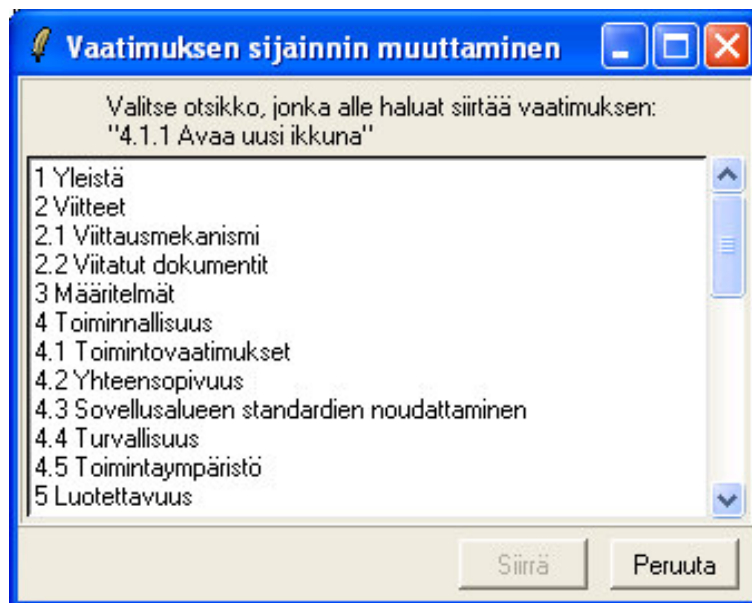 Vaatimuksen sijainnin muuttaminen
Valitse otsikko, jonka alle haluat siirtää vaatimuksen:
"4.1.1 Avaa uusi ikkuna"
1 Yleistä
2 Viitteet
2.1 Viittausmekanismi
2.2 Viitatut dokumentit
3 Määritelmät
4 Toiminnallisuus
4.1 Toimintovaatimukset
4.2 Yhteensopivuus
4.3 Sovellusalueen standardien noudattaminen
4.4 Turvallisuus
4.5 Toimintaympäristö
5 Luotettavuus
Siirrä Peruuta